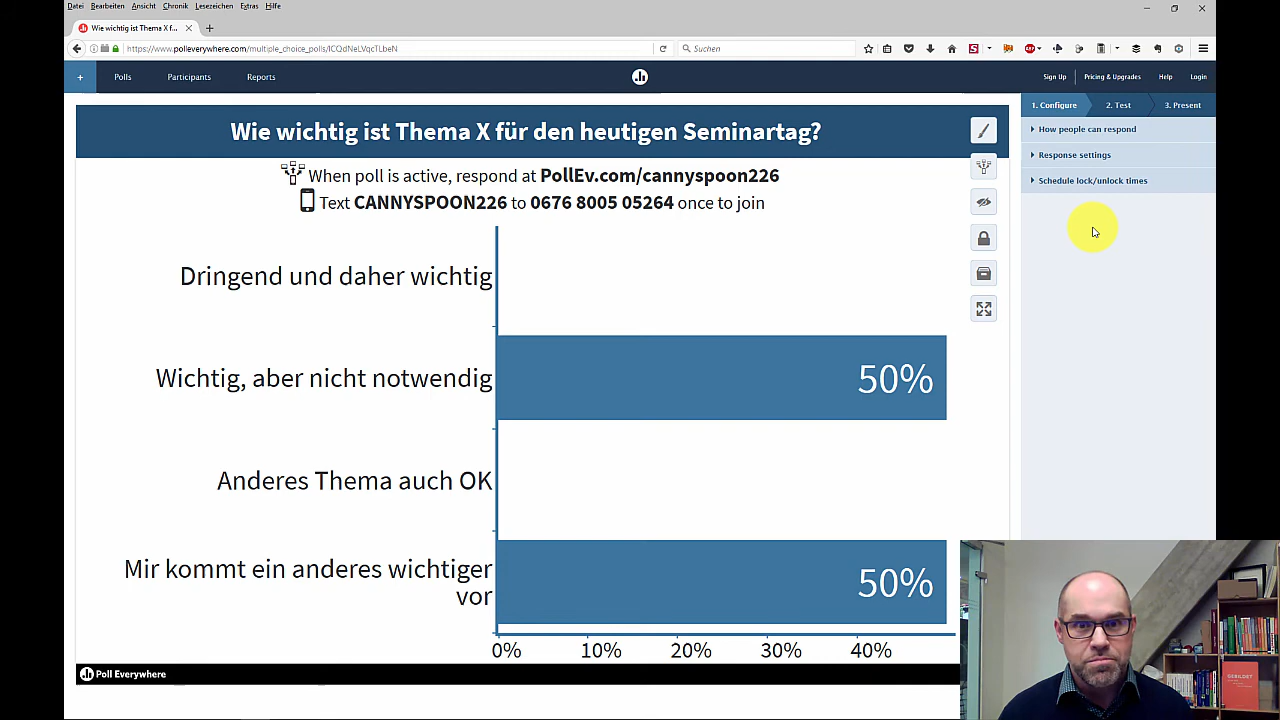 Datei Bearbeiten Ansicht Chronik Lesezeichen Extras Hilfe
Wie wichtig ist Thema X f...
https://www.polleverywhere.com/multiple_choice_polls/lCQdNeLVqcTLbeN
Suchen
+ Polls Participants Reports
Sign Up Pricing & Upgrades Help Login
1. Configure 2. Test 3. Present
How people can respond
Response settings
Schedule lock/unlock times
Wie wichtig ist Thema X für den heutigen Seminartag?
When poll is active, respond at PollEv.com/cannyspoon226
Text CANNYSPOON226 to 0676 8005 05264 once to join
Dringend und daher wichtig
Wichtig, aber nicht notwendig
50%
Anderes Thema auch OK
Mir kommt ein anderes wichtiger
vor
50%
0% 10% 20% 30% 40%
Poll Everywhere
GEBILDET